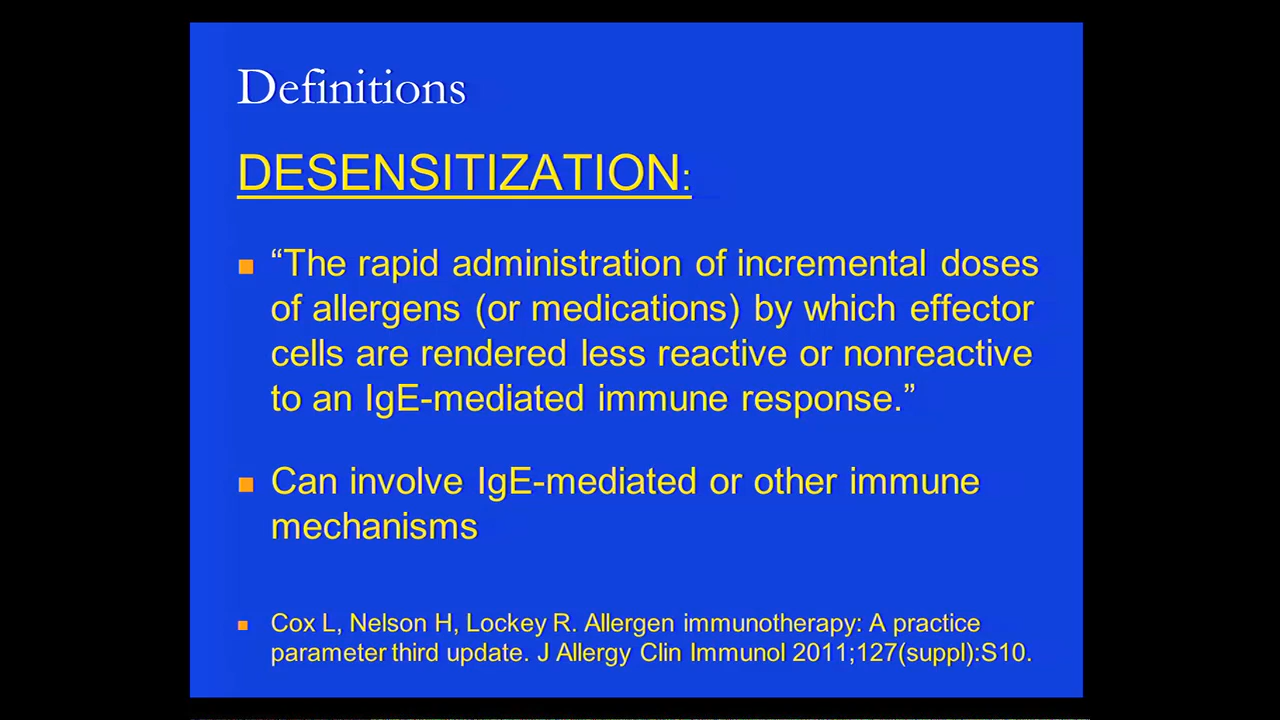 Definitions
DESENSITIZATION:
“The rapid administration of incremental doses
of allergens (or medications) by which effector
cells are rendered less reactive or nonreactive
to an IgE-mediated immune response.”
Can involve IgE-mediated or other immune
mechanisms
Cox L, Nelson H, Lockey R. Allergen immunotherapy: A practice
parameter third update. J Allergy Clin Immunol 2011;127(suppl):S10.